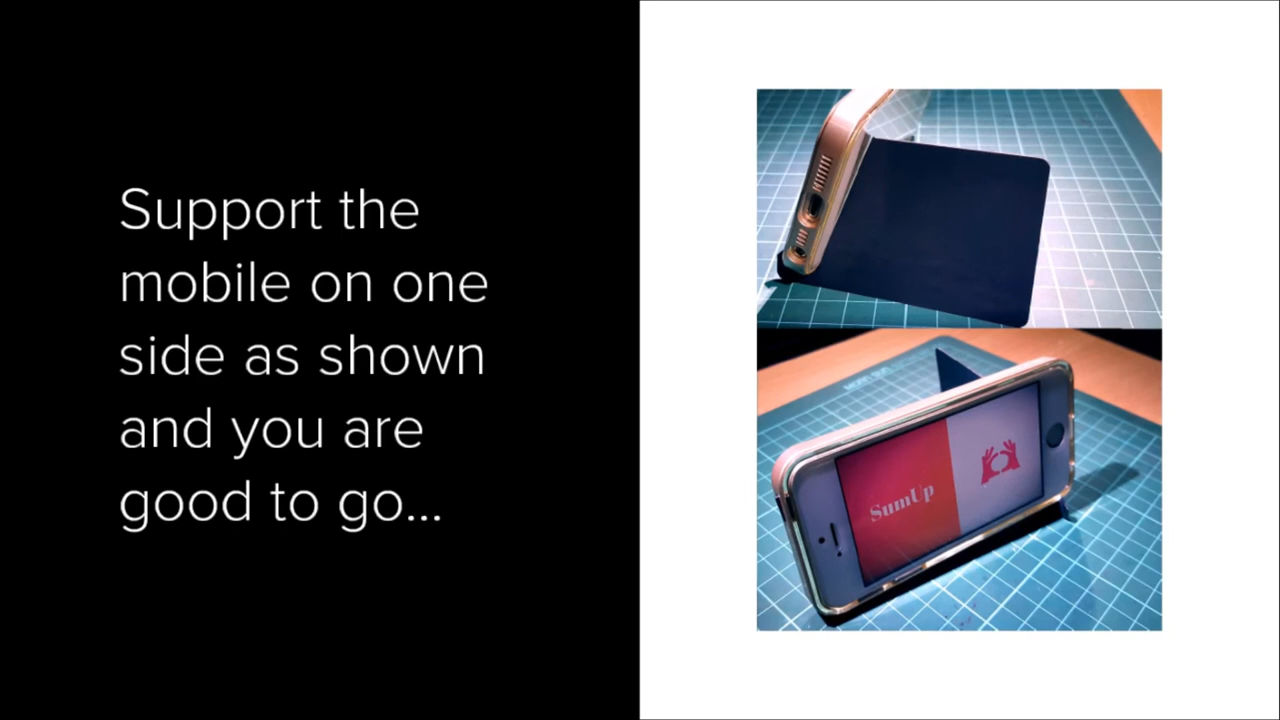 Support the
mobile on one
side as shown
and you are
good to go...
SumUp